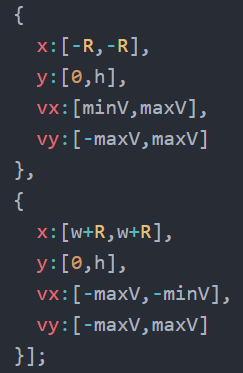 {
x:[-R,-R],
y:[0,h],
vx:[minV,maxV],
vy:[-maxV,maxV]
},
{
x:[w+R,w+R],
y:[0,h],
vx:[-maxV,-minV],
vy:[-maxV,maxV]
}];